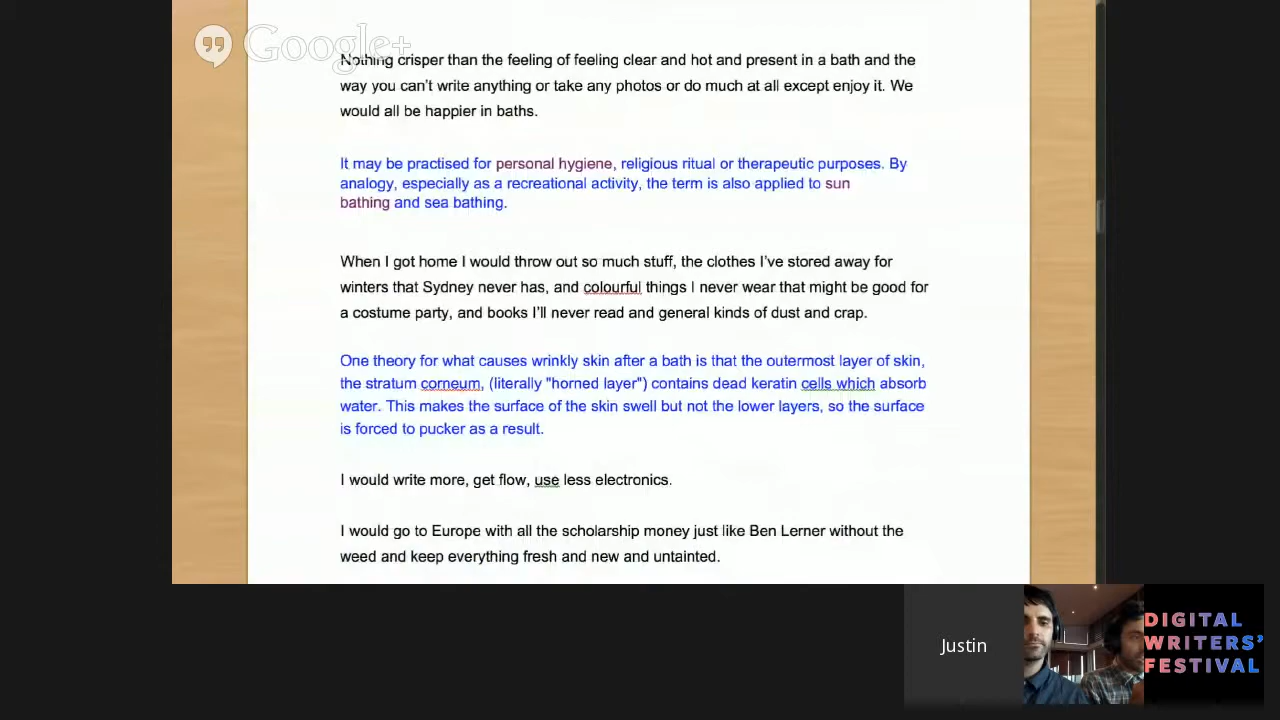 Google+
Nothing crisper than the feeling of feeling clear and hot and present in a bath and the
way you can't write anything or take any photos or do much at all except enjoy it. We
would all be happier in baths.
It may be practised for personal hygiene, religious ritual or therapeutic purposes. By
analogy, especially as a recreational activity, the term is also applied to sun
bathing and sea bathing.
When I got home I would throw out so much stuff, the clothes I've stored away for
winters that Sydney never has, and colourful things I never wear that might be good for
a costume party, and books I'll never read and general kinds of dust and crap.
One theory for what causes wrinkly skin after a bath is that the outermost layer of skin,
the stratum corneum, (literally "horned layer") contains dead keratin cells which absorb
water. This makes the surface of the skin swell but not the lower layers, so the surface
is forced to pucker as a result.
I would write more, get flow, use less electronics.
I would go to Europe with all the scholarship money just like Ben Lerner without the
weed and keep everything fresh and new and untainted.
Justin
DIGITAL
WRITERS'
FESTIVAL